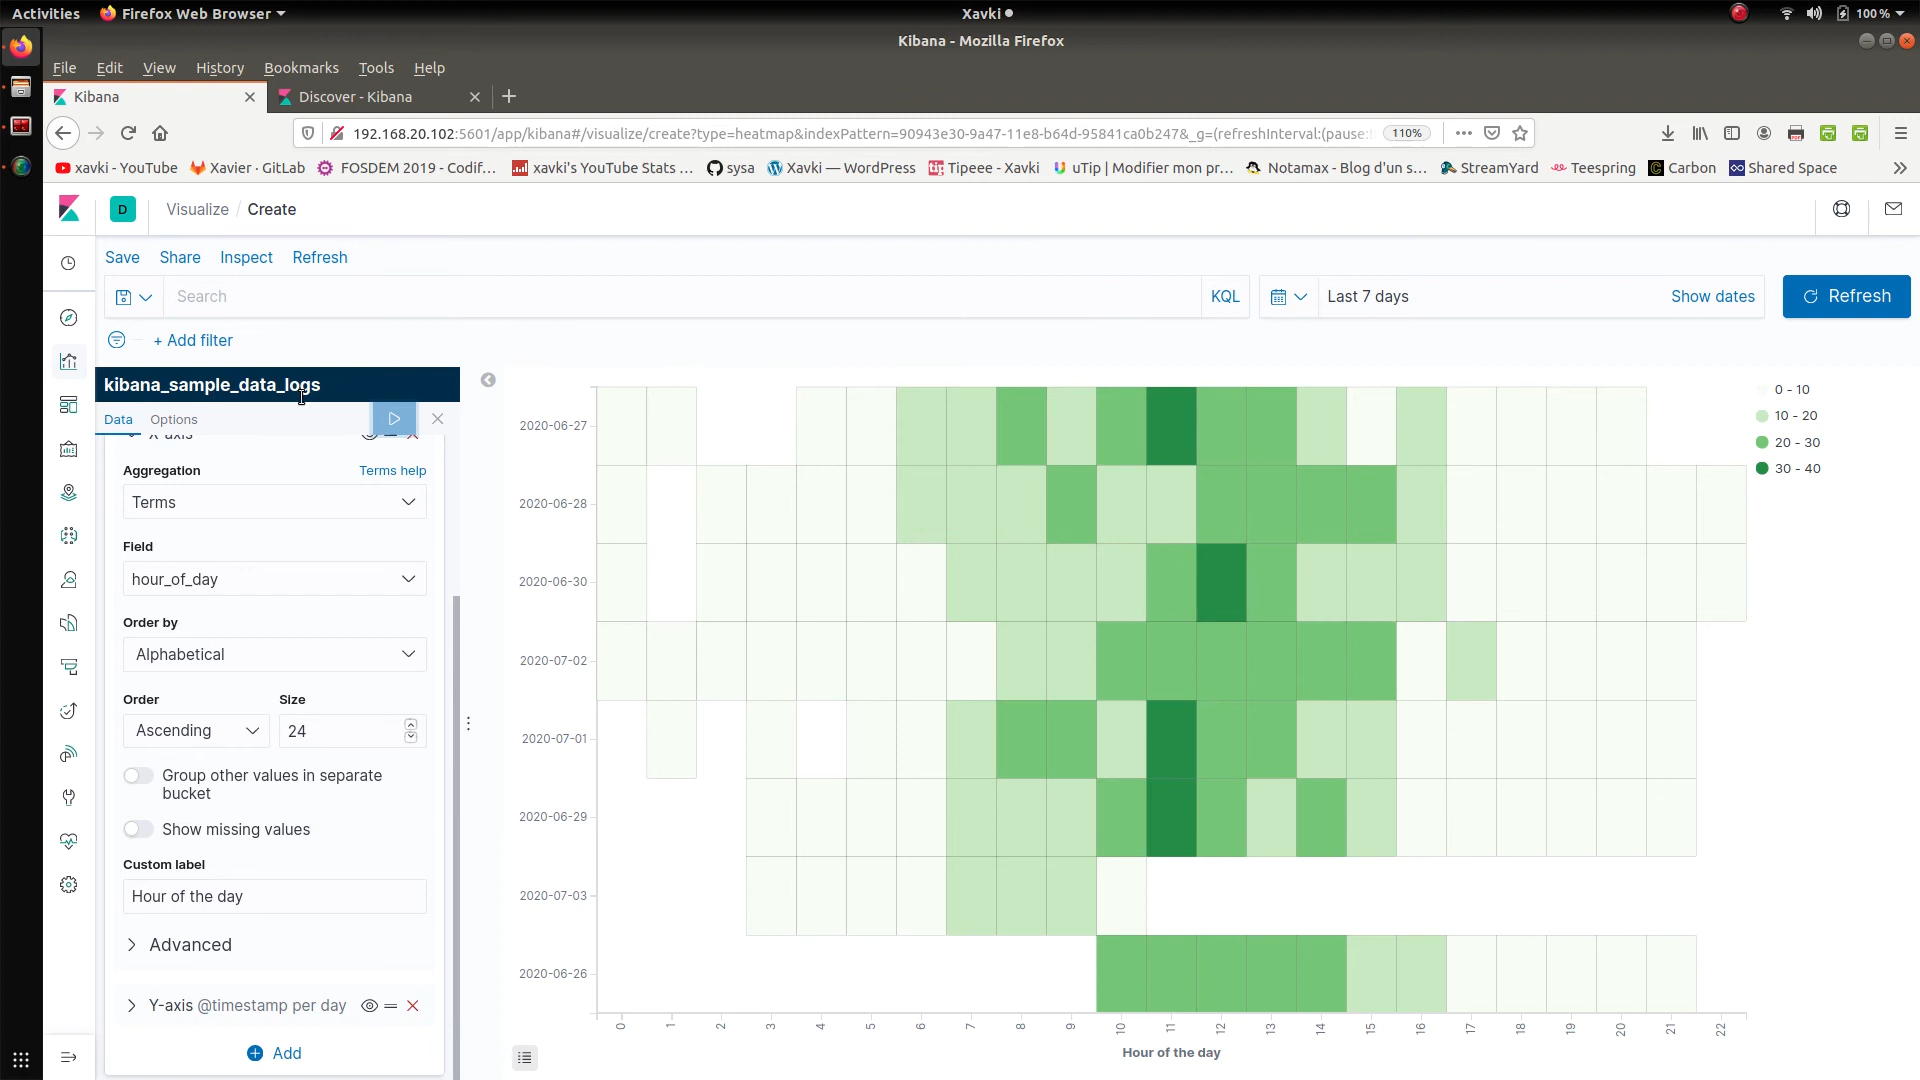 Activities Firefox Web Browser Xavki 100 %
Kibana - Mozilla Firefox
File Edit View History Bookmarks Tools Help
Kibana Discover - Kibana
192.168.20.102:5601/app/kibana#/visualize/create?type=heatmap&indexPattern=90943e30-9a47-11e8-b64d-95841ca0b247&_g=(refreshInterval:(pause: 110%
xavki - YouTube Xavier · GitLab FOSDEM 2019 - Codif… xavki's YouTube Stats … sysa Xavki — WordPress Tipeee - Xavki uTip | Modifier mon pr… Notamax - Blog d'un s… StreamYard Teespring Carbon Shared Space
D Visualize / Create
Save Share Inspect Refresh
Search KQL Last 7 days Show dates Refresh
+ Add filter
kibana_sample_data_logs
Data Options
X-axis
Aggregation Terms help
Terms
Field
hour_of_day
Order by
Alphabetical
Order Size
Ascending 24
Group other values in separate
bucket
Show missing values
Custom label
Hour of the day
Advanced
Y-axis @timestamp per day
Add
2020-06-27
2020-06-28
2020-06-30
2020-07-02
2020-07-01
2020-06-29
2020-07-03
2020-06-26
0 1 2 3 4 5 6 7 8 9 10 11 12 13 14 15 16 17 18 19 20 21 22
Hour of the day
0 - 10
10 - 20
20 - 30
30 - 40